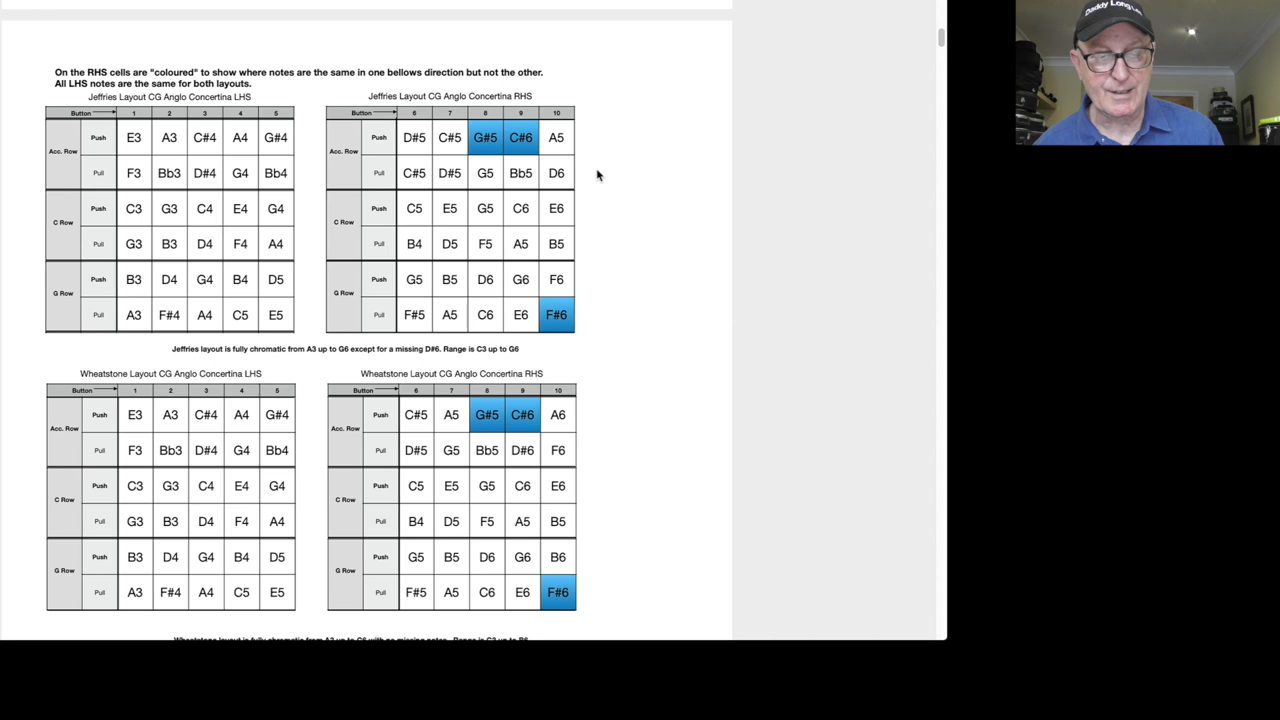 On the RHS cells are "coloured" to show where notes are the same in one bellows direction but not the other.
All LHS notes are the same for both layouts.
Jeffries Layout CG Anglo Concertina LHS
Button 1 2 3 4 5
Acc. Row
Push E3 A3 C#4 A4 G#4
Pull F3 Bb3 D#4 G4 Bb4
C Row
Push C3 G3 C4 E4 G4
Pull G3 B3 D4 F4 A4
G Row
Push B3 D4 G4 B4 D5
Pull A3 F#4 A4 C5 E5
Jeffries Layout CG Anglo Concertina RHS
Button 6 7 8 9 10
Acc. Row
Push D#5 C#5 G#5 C#6 A5
Pull C#5 D#5 G5 Bb5 D6
C Row
Push C5 E5 G5 C6 E6
Pull B4 D5 F5 A5 B5
G Row
Push G5 B5 D6 G6 F6
Pull F#5 A5 C6 E6 F#6
Jeffries layout is fully chromatic from A3 up to G6 except for a missing D#6. Range is C3 up to G6
Wheatstone Layout CG Anglo Concertina LHS
Button 1 2 3 4 5
Acc. Row
Push E3 A3 C#4 A4 G#4
Pull F3 Bb3 D#4 G4 Bb4
C Row
Push C3 G3 C4 E4 G4
Pull G3 B3 D4 F4 A4
G Row
Push B3 D4 G4 B4 D5
Pull A3 F#4 A4 C5 E5
Wheatstone Layout CG Anglo Concertina RHS
Button 6 7 8 9 10
Acc. Row
Push C#5 A5 G#5 C#6 A6
Pull D#5 G5 Bb5 D#6 F6
C Row
Push C5 E5 G5 C6 E6
Pull B4 D5 F5 A5 B5
G Row
Push G5 B5 D6 G6 B6
Pull F#5 A5 C6 E6 F#6
Daddy Long